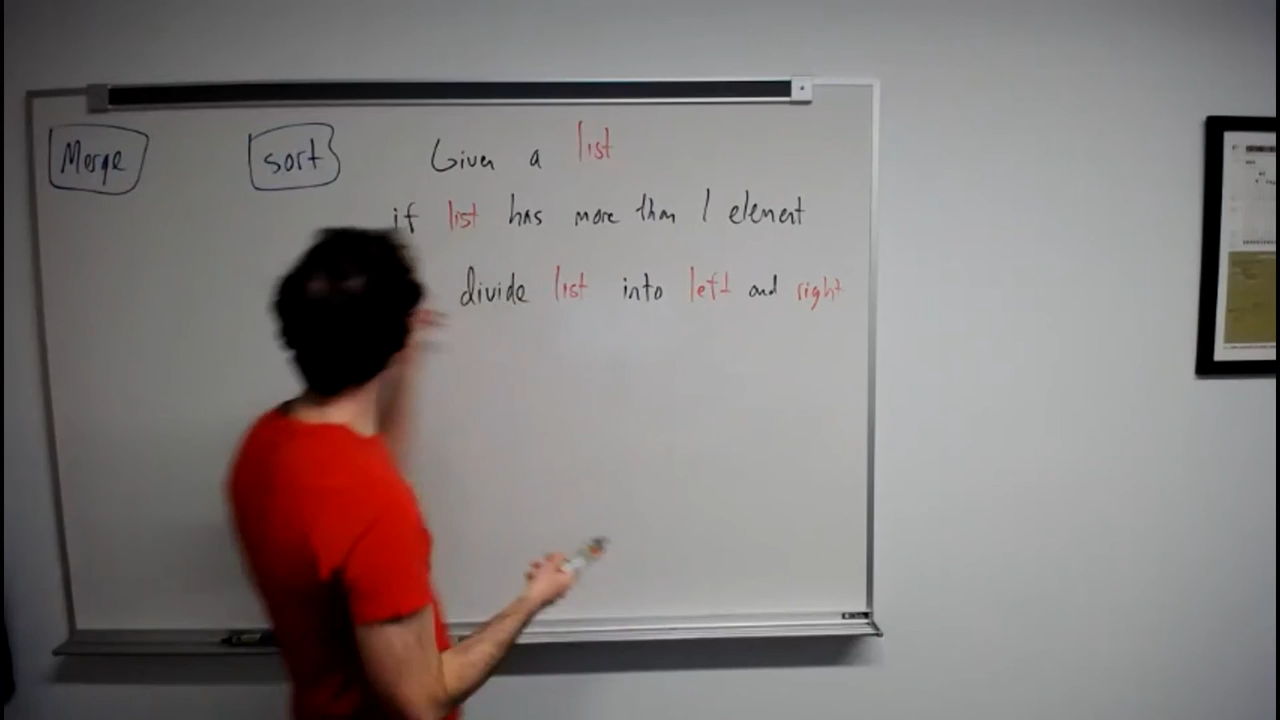 Merge sort Given a list
if list has more than 1 element
divide list into left and right